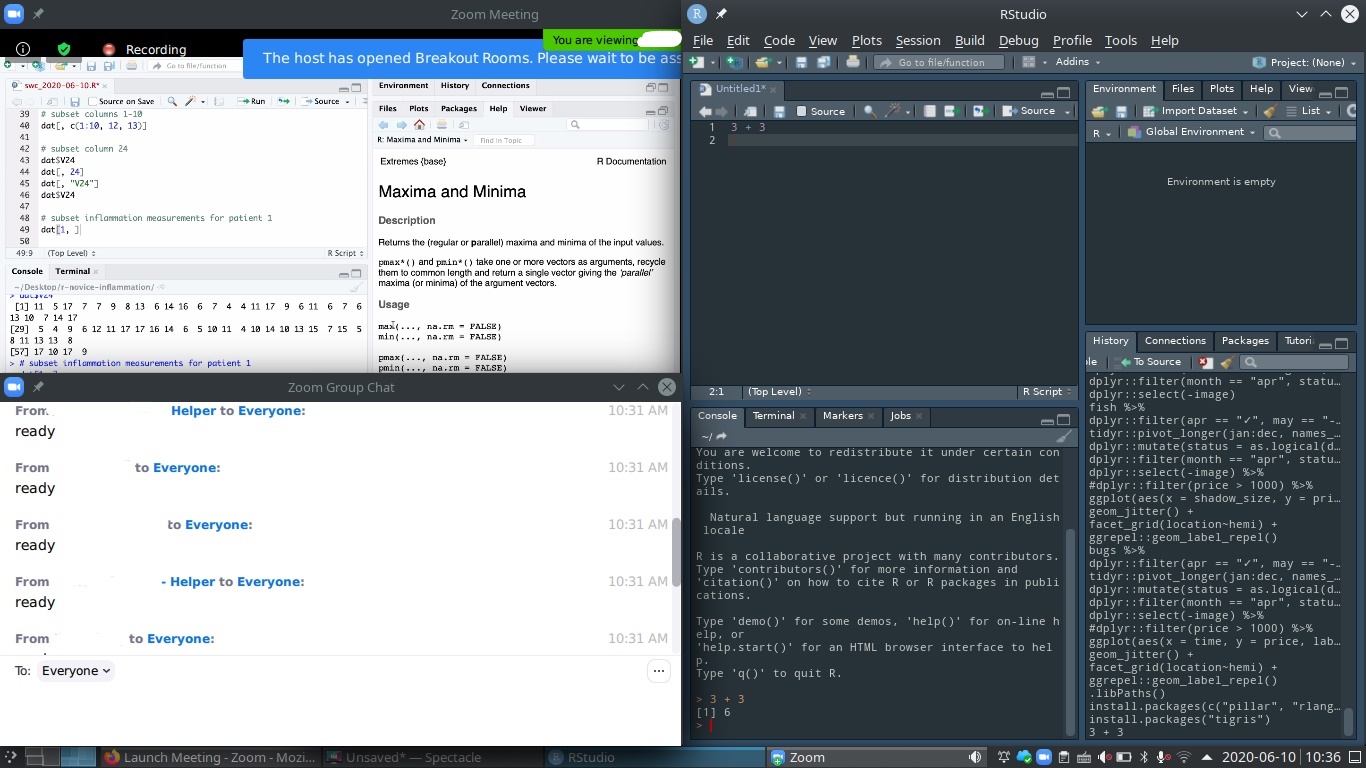 Zoom Meeting
Recording
You are viewing
The host has opened Breakout Rooms. Please wait to be ass
Go to file/function
swc_2020-06-10.R*
Source on Save
Run
Source
39 # subset columns 1-10
40 dat[, c(1:10, 12, 13)]
41
42 # subset column 24
43 dat$V24
44 dat[, 24]
45 dat[, "V24"]
46 dat$V24
47
48 # subset inflammation measurements for patient 1
49 dat[1, ]
50
49:9 (Top Level) R Script
Console Terminal
~/Desktop/r-novice-inflammation/
> dat$V24
[1] 11 5 17 7 7 9 8 13 6 14 16 6 7 4 4 11 17 9 6 11 6 7 6
13 10 7 14 17
[29] 5 4 9 6 12 11 17 17 16 14 6 5 10 11 4 10 14 10 13 15 7 15 5
8 11 13 13 8
[57] 17 10 17 9
> # subset inflammation measurements for patient 1
Environment History Connections
Files Plots Packages Help Viewer
R: Maxima and Minima
Find in Topic
Extremes {base} R Documentation
Maxima and Minima
Description
Returns the (regular or parallel) maxima and minima of the input values.
pmax*() and pmin*() take one or more vectors as arguments, recycle
them to common length and return a single vector giving the 'parallel'
maxima (or minima) of the argument vectors.
Usage
max(..., na.rm = FALSE)
min(..., na.rm = FALSE)
pmax(..., na.rm = FALSE)
pmin(..., na.rm = FALSE)
Zoom Group Chat
From Helper to Everyone: 10:31 AM
ready
From to Everyone: 10:31 AM
ready
From to Everyone: 10:31 AM
ready
From - Helper to Everyone: 10:31 AM
ready
From to Everyone: 10:31 AM
To: Everyone
RStudio
File Edit Code View Plots Session Build Debug Profile Tools Help
Go to file/function
Addins
Project: (None)
Untitled1*
Source
Source
1 3 + 3
2
2:1 (Top Level) R Script
Console Terminal Markers Jobs
~/
You are welcome to redistribute it under certain con
ditions.
Type 'license()' or 'licence()' for distribution det
ails.
Natural language support but running in an English
locale
R is a collaborative project with many contributors.
Type 'contributors()' for more information and
'citation()' on how to cite R or R packages in publi
cations.
Type 'demo()' for some demos, 'help()' for on-line h
elp, or
'help.start()' for an HTML browser interface to hel
p.
Type 'q()' to quit R.
> 3 + 3
[1] 6
>
Environment Files Plots Help View
Import Dataset List
R Global Environment
Environment is empty
History Connections Packages Tutori
To Source
dplyr::filter(month == "apr", statu…
dplyr::select(-image)
fish %>%
dplyr::filter(apr == "✓", may == "-…
tidyr::pivot_longer(jan:dec, names_…
dplyr::mutate(status = as.logical(d…
dplyr::filter(month == "apr", statu…
dplyr::select(-image) %>%
#dplyr::filter(price > 1000) %>%
ggplot(aes(x = shadow_size, y = pri…
geom_jitter() +
facet_grid(location~hemi) +
ggrepel::geom_label_repel()
bugs %>%
dplyr::filter(apr == "✓", may == "-…
tidyr::pivot_longer(jan:dec, names_…
dplyr::mutate(status = as.logical(d…
dplyr::filter(month == "apr", statu…
dplyr::select(-image) %>%
#dplyr::filter(price > 1000) %>%
ggplot(aes(x = time, y = price, lab…
geom_jitter() +
facet_grid(location~hemi) +
ggrepel::geom_label_repel()
.libPaths()
install.packages(c("pillar", "rlang…
install.packages("tigris")
3 + 3
Launch Meeting - Zoom - Mozi…
Unsaved* — Spectacle
RStudio
Zoom
2020-06-10 10:36